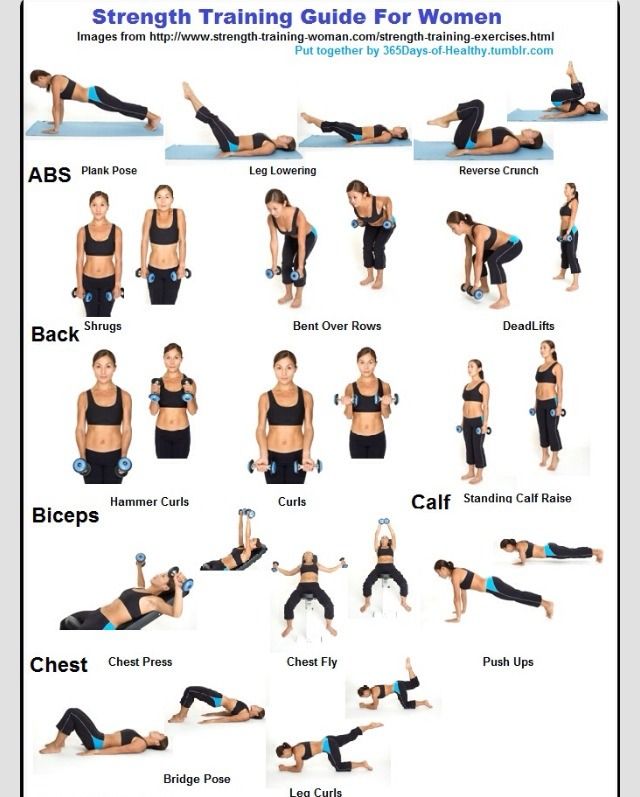 Strength Training Guide For Women
Images from http://www.strength-training-woman.com/strength-training-exercises.html
Put together by 365Days-of-Healthy.tumblr.com
ABS Plank Pose Leg Lowering Reverse Crunch
Back Shrugs Bent Over Rows DeadLifts
Biceps Hammer Curls Curls Calf Standing Calf Raise
Chest Chest Press Chest Fly Push Ups
Bridge Pose Leg Curls